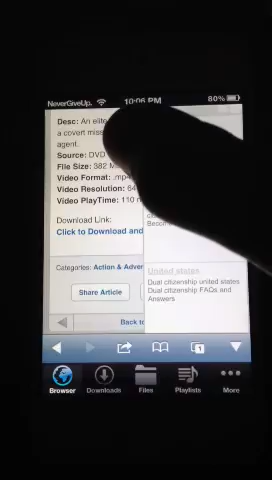 NeverGiveUp.
10:06 PM
80%
Desc: An elite
a covert
agent.
Source: DVD
File Size: 382
Video Format: .mp4
Video Resolution: 64
Video PlayTime: 110
Download Link:
Click to Download and
Categories: Action & Adver
Share Article
Back to
United states
Dual citizenship united states
Dual citizenship FAQs and
Answers
1
Browser
Downloads
Files
Playlists
More